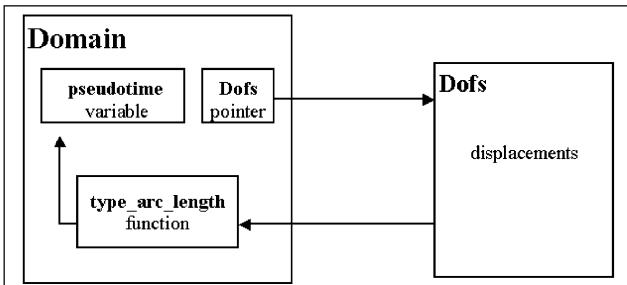 Domain
pseudotime
variable
Dofs
pointer
type_arc_length
function
Dofs
displacements